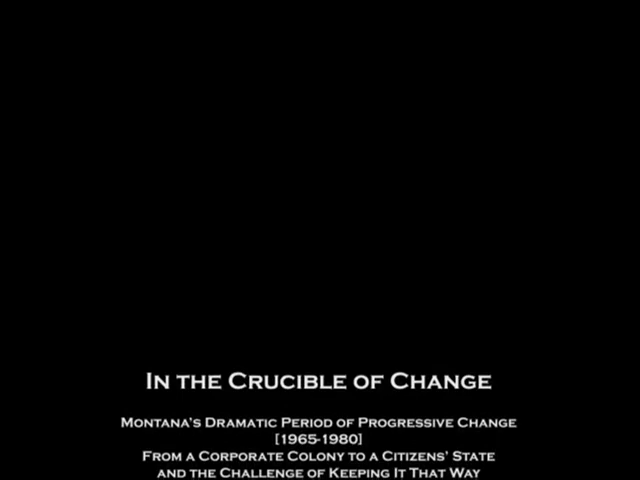 In the Crucible of Change
Montana's Dramatic Period of Progressive Change
[1965-1980]
From a Corporate Colony to a Citizens' State
and the Challenge of Keeping It That Way